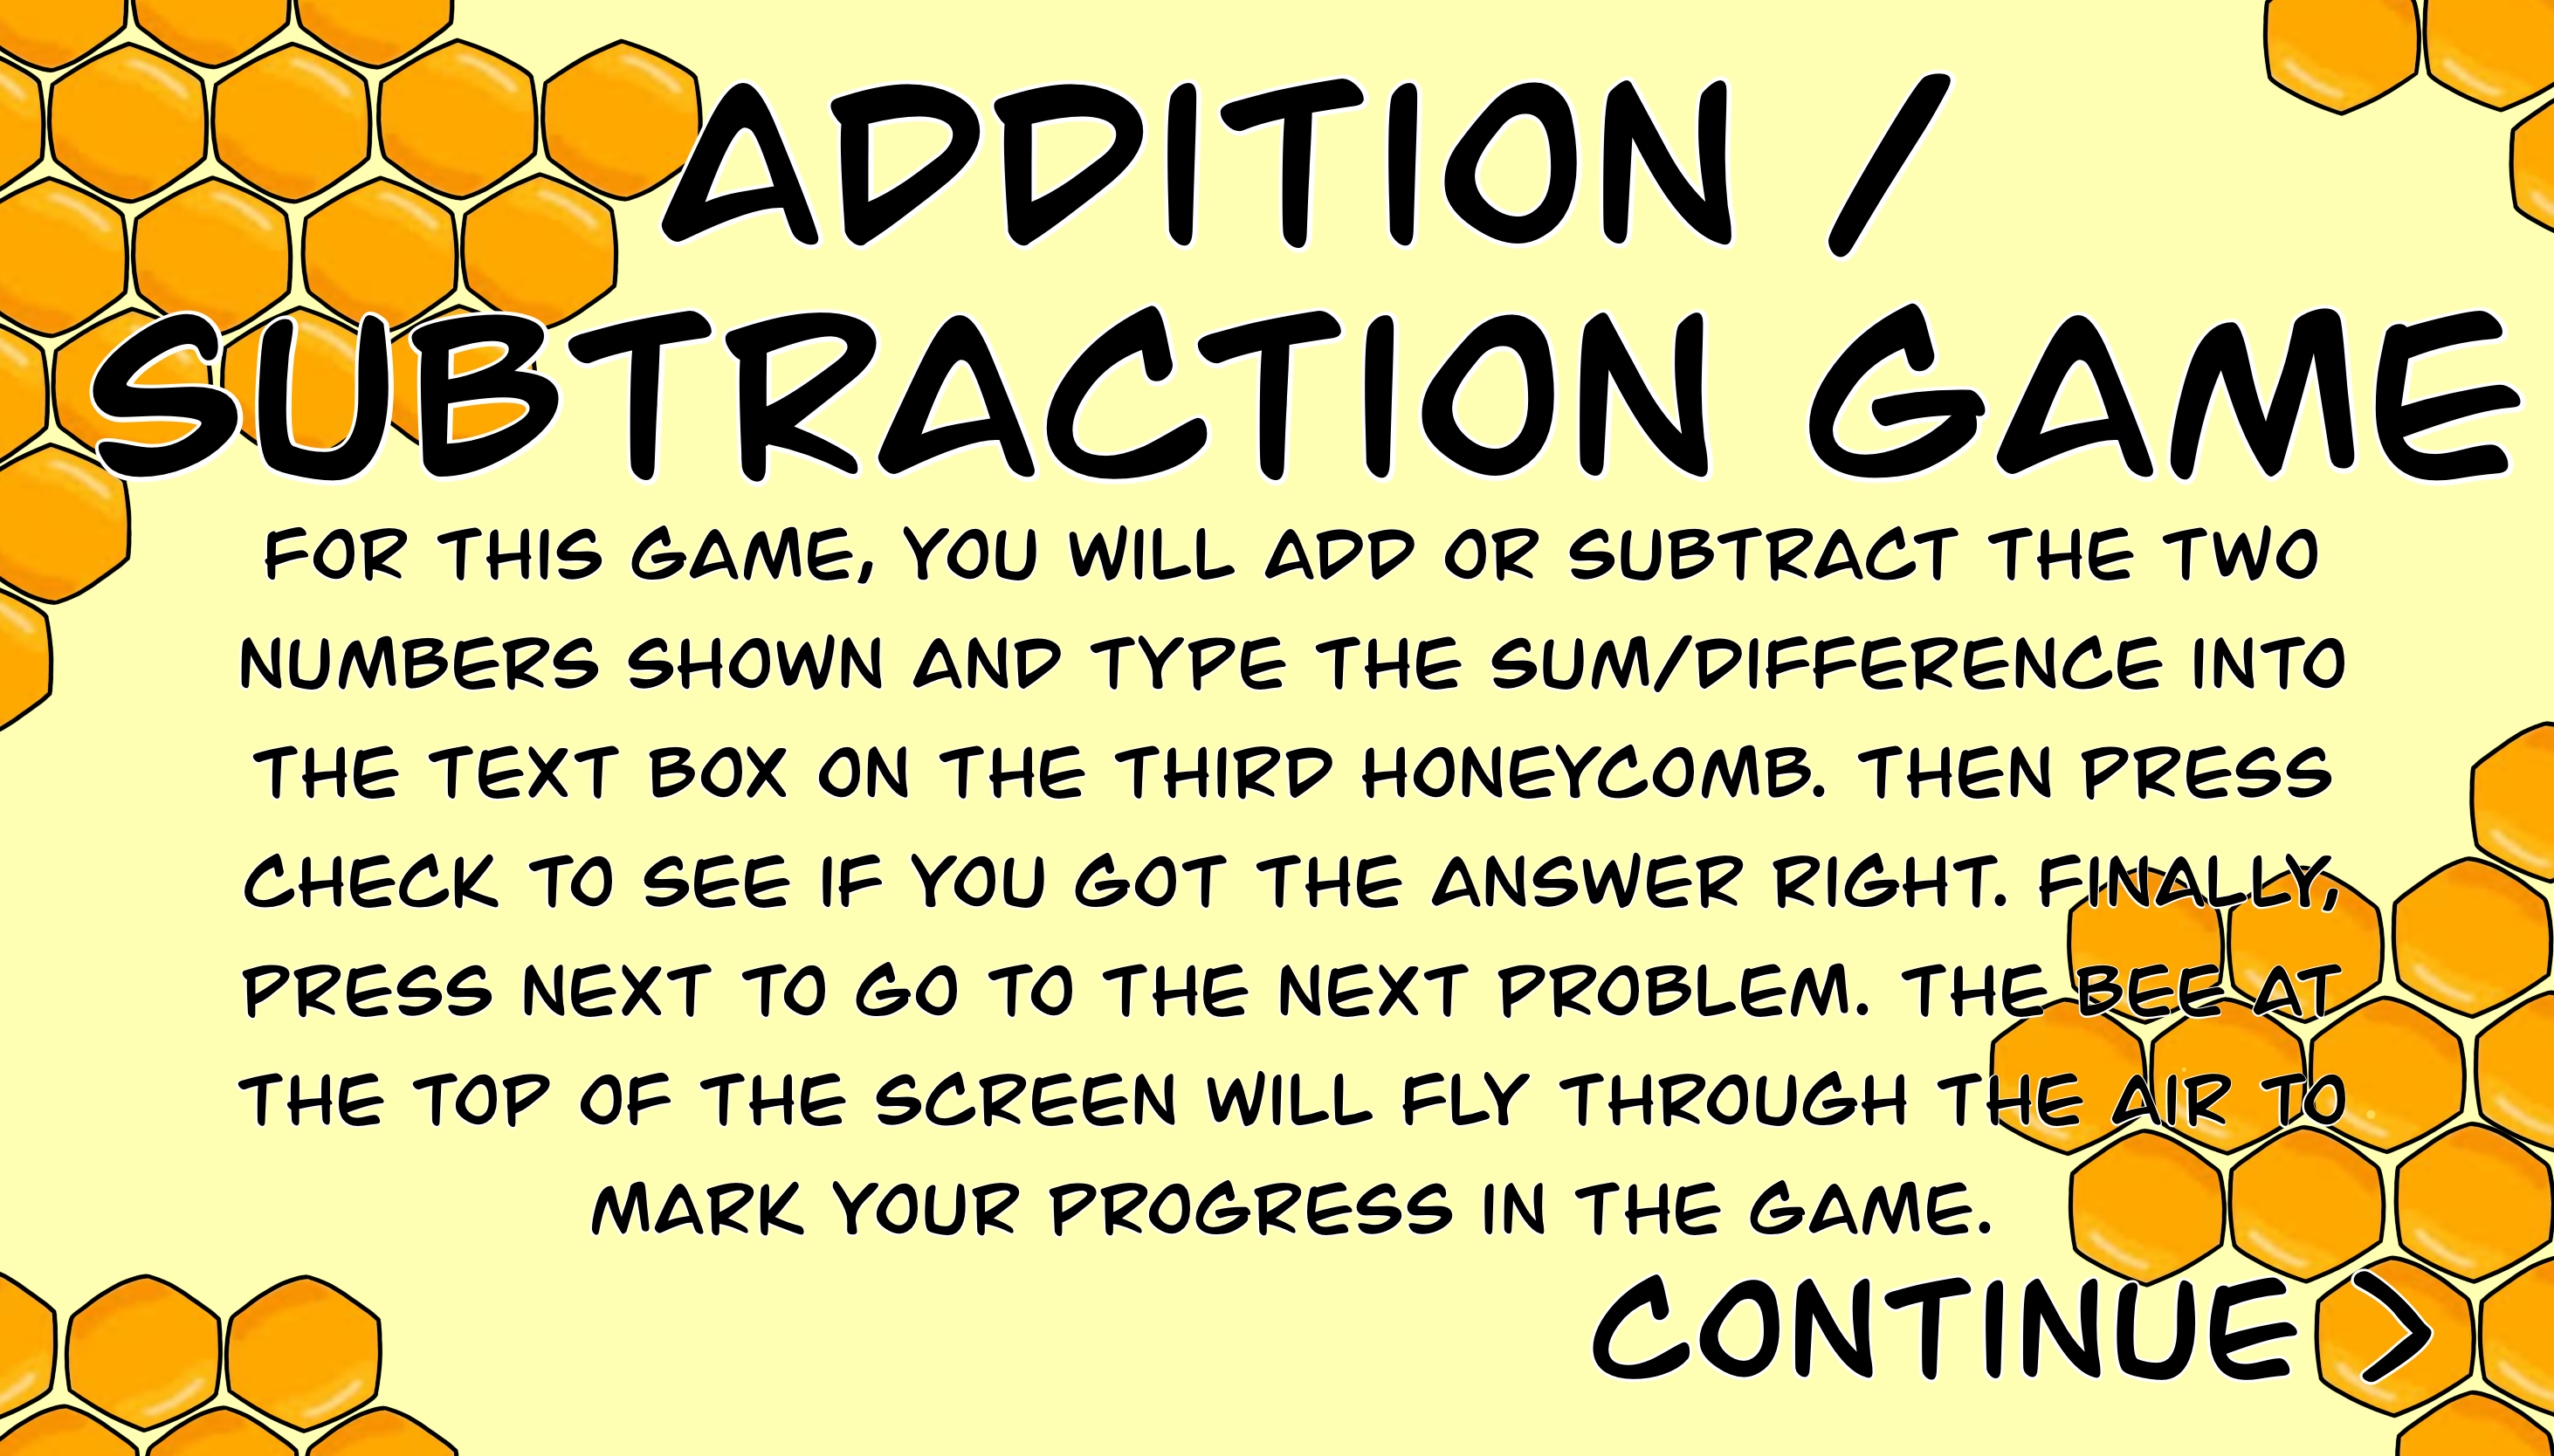 ADDITION /
SUBTRACTION GAME
FOR THIS GAME, YOU WILL ADD OR SUBTRACT THE TWO
NUMBERS SHOWN AND TYPE THE SUM/DIFFERENCE INTO
THE TEXT BOX ON THE THIRD HONEYCOMB. THEN PRESS
CHECK TO SEE IF YOU GOT THE ANSWER RIGHT. FINALLY,
PRESS NEXT TO GO TO THE NEXT PROBLEM. THE BEE AT
THE TOP OF THE SCREEN WILL FLY THROUGH THE AIR TO
MARK YOUR PROGRESS IN THE GAME.
CONTINUE >